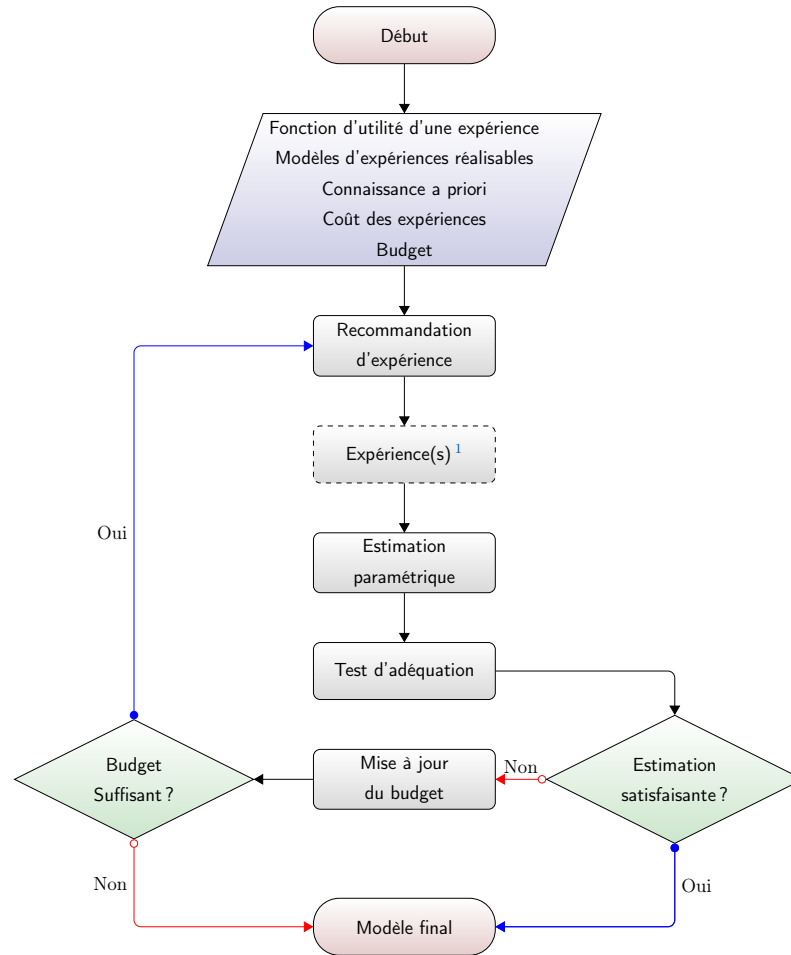 Début
Fonction d'utilité d'une expérience
Modèles d'expériences réalisables
Connaissance a priori
Coût des expériences
Budget
Recommandation
d'expérience
Expérience(s) 1
Oui
Estimation
paramétrique
Test d'adéquation
Budget
Suffisant ?
Mise à jour
du budget
Non
Estimation
satisfaisante ?
Non
Oui
Modèle final